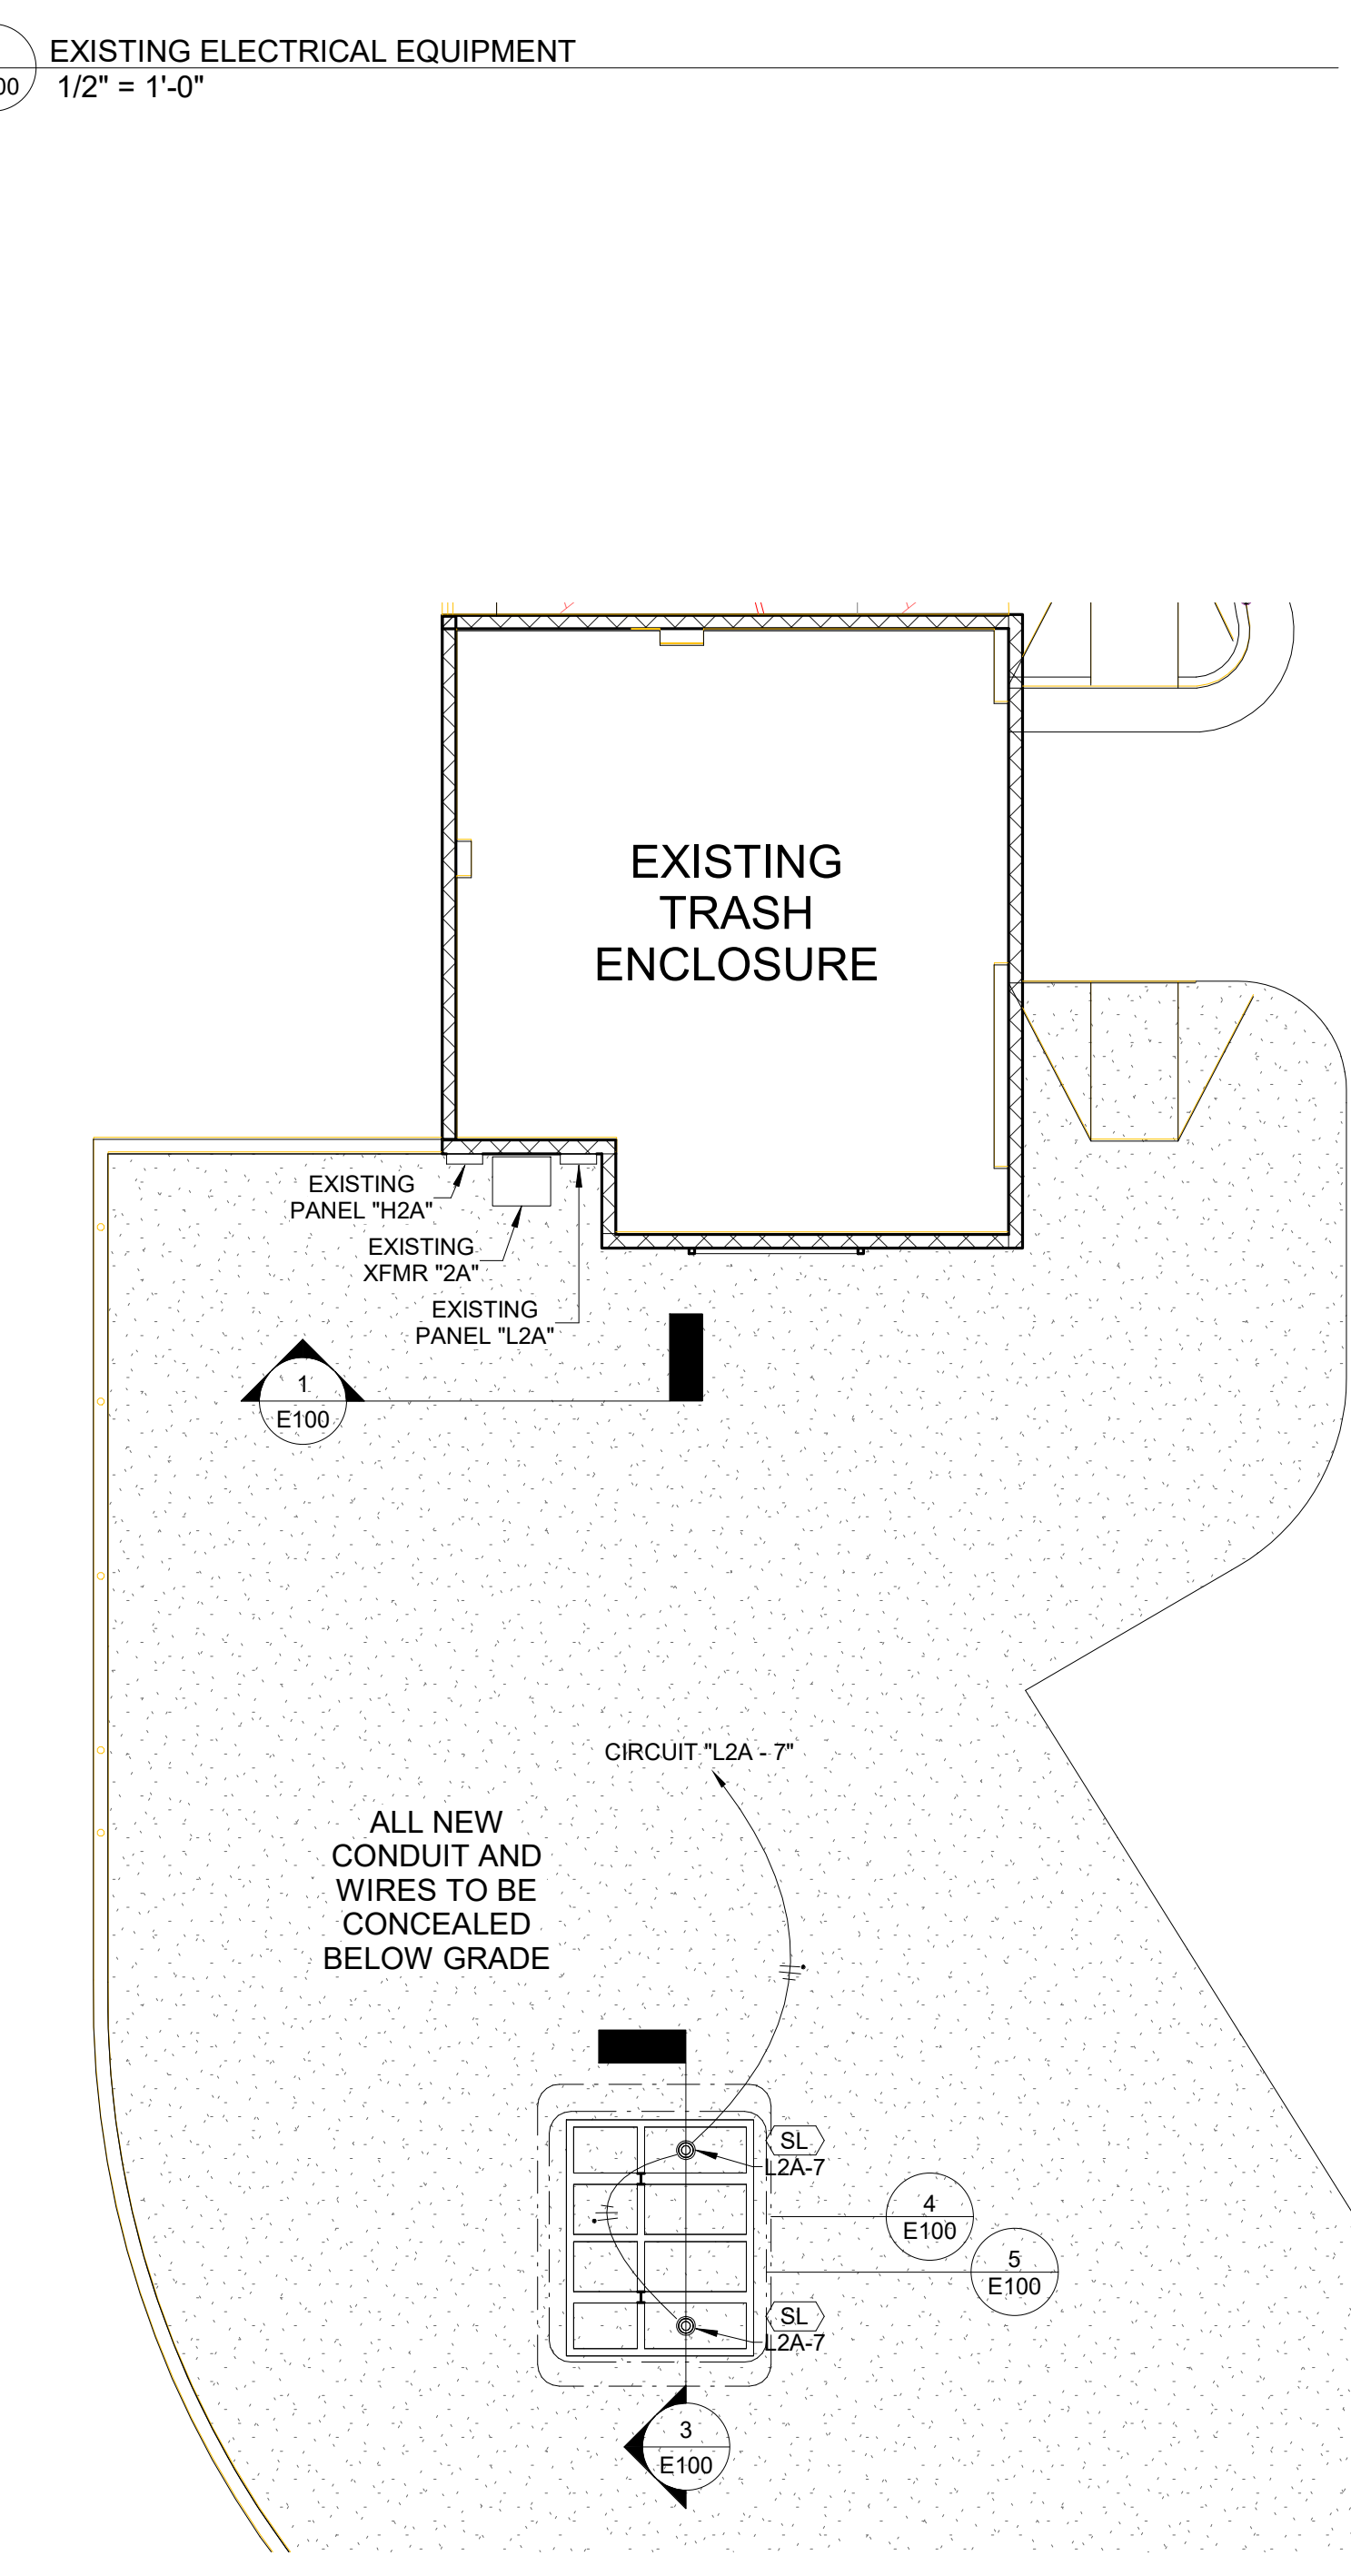 EXISTING ELECTRICAL EQUIPMENT
00
1/2" = 1'-0"
EXISTING
TRASH
ENCLOSURE
EXISTING
PANEL "H2A"
EXISTING
XFMR "2A"
EXISTING
PANEL "L2A"
1
E100
CIRCUIT "L2A - 7"
ALL NEW
CONDUIT AND
WIRES TO BE
CONCEALED
BELOW GRADE
SL
L2A-7
4
E100
5
E100
SL
L2A-7
3
E100